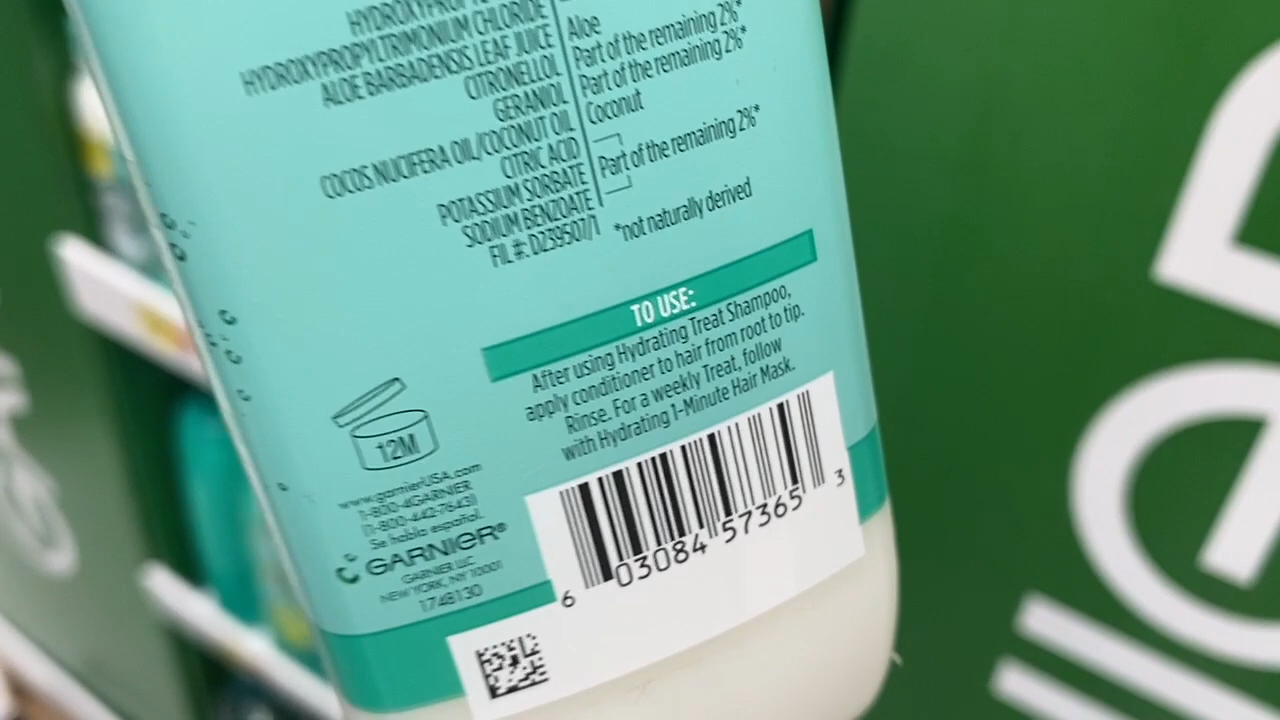 HYDROXYPROPYLTRIMONIUM CHLORIDE
ALOE BARBADENSIS LEAF JUICE
CITRONELLOL
GERANIOL
COCOS NUCIFERA OIL/COCONUT OIL
CITRIC ACID
POTASSIUM SORBATE
SODIUM BENZOATE
FIL #: D239507/1
Aloe
Part of the remaining 2%*
Part of the remaining 2%*
Coconut
Part of the remaining 2%*
*not naturally derived
TO USE:
After using Hydrating Treat Shampoo,
apply conditioner to hair from root to tip.
Rinse. For a weekly Treat, follow
with Hydrating 1-Minute Hair Mask.
12M
www.garnierUSA.com
1-800-4GARNIER
(1-800-442-7643)
Se habla español.
GARNIER®
GARNIER LLC
NEW YORK, NY 10001
1748130
6 03084 57365 3